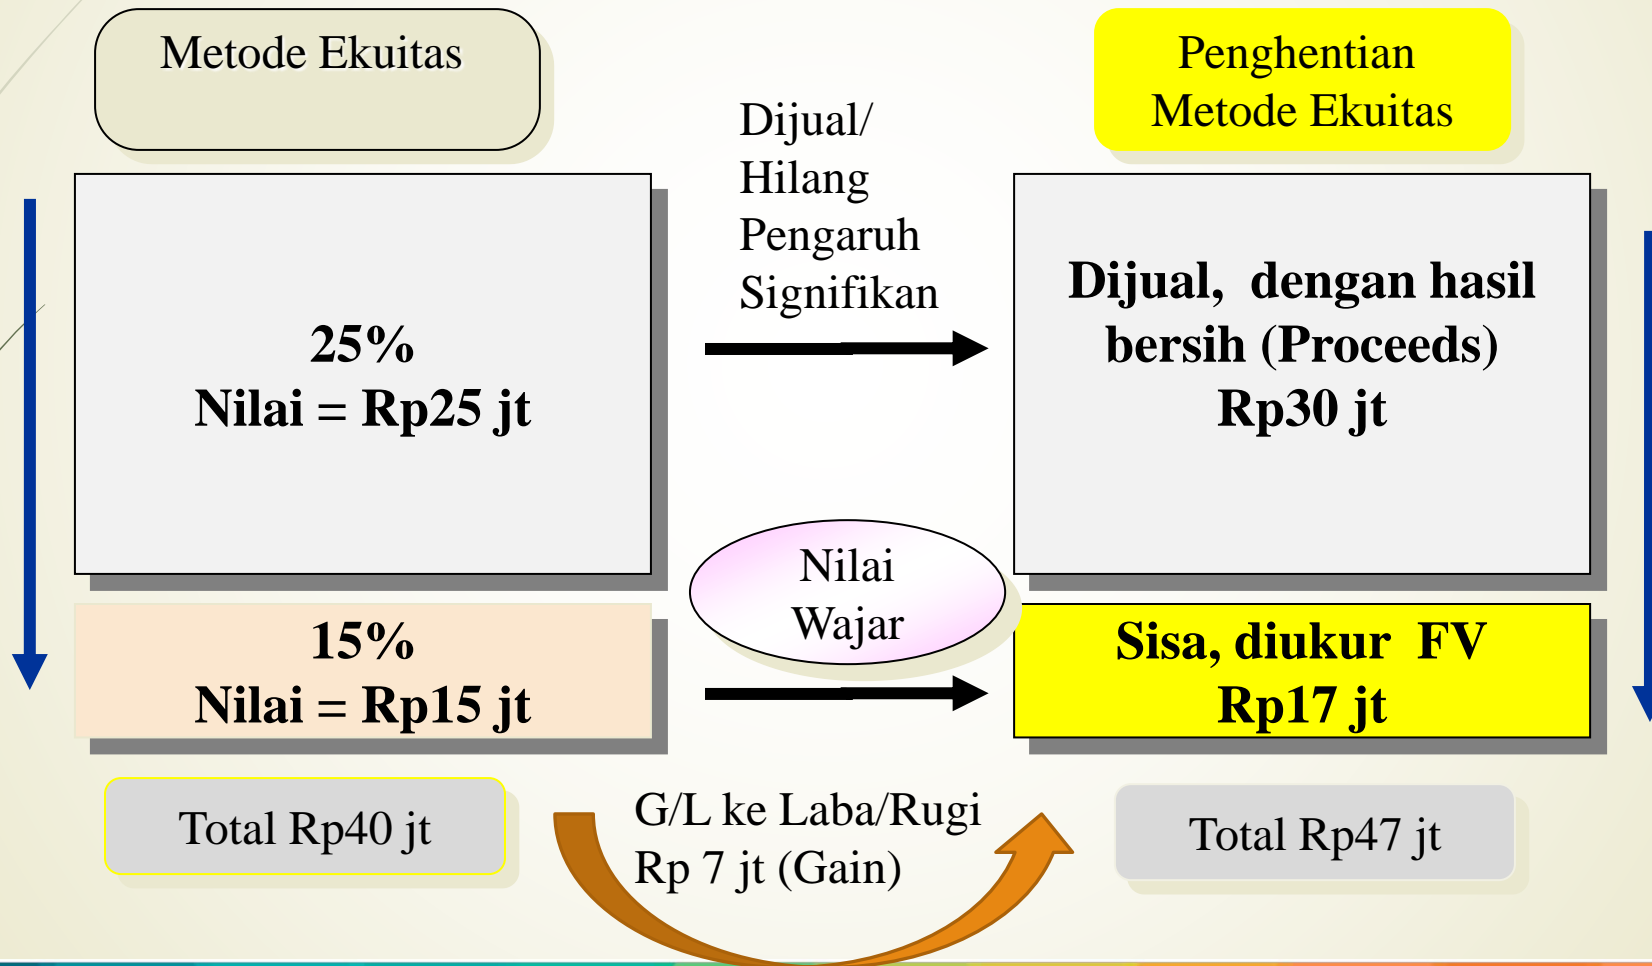 Metode Ekuitas
Penghentian
Metode Ekuitas
Dijual/
Hilang
Pengaruh
Signifikan
25%
Nilai = Rp25 jt
Dijual, dengan hasil
bersih (Proceeds)
Rp30 jt
Nilai
Wajar
15%
Nilai = Rp15 jt
Sisa, diukur FV
Rp17 jt
Total Rp40 jt
G/L ke Laba/Rugi
Rp 7 jt (Gain)
Total Rp47 jt